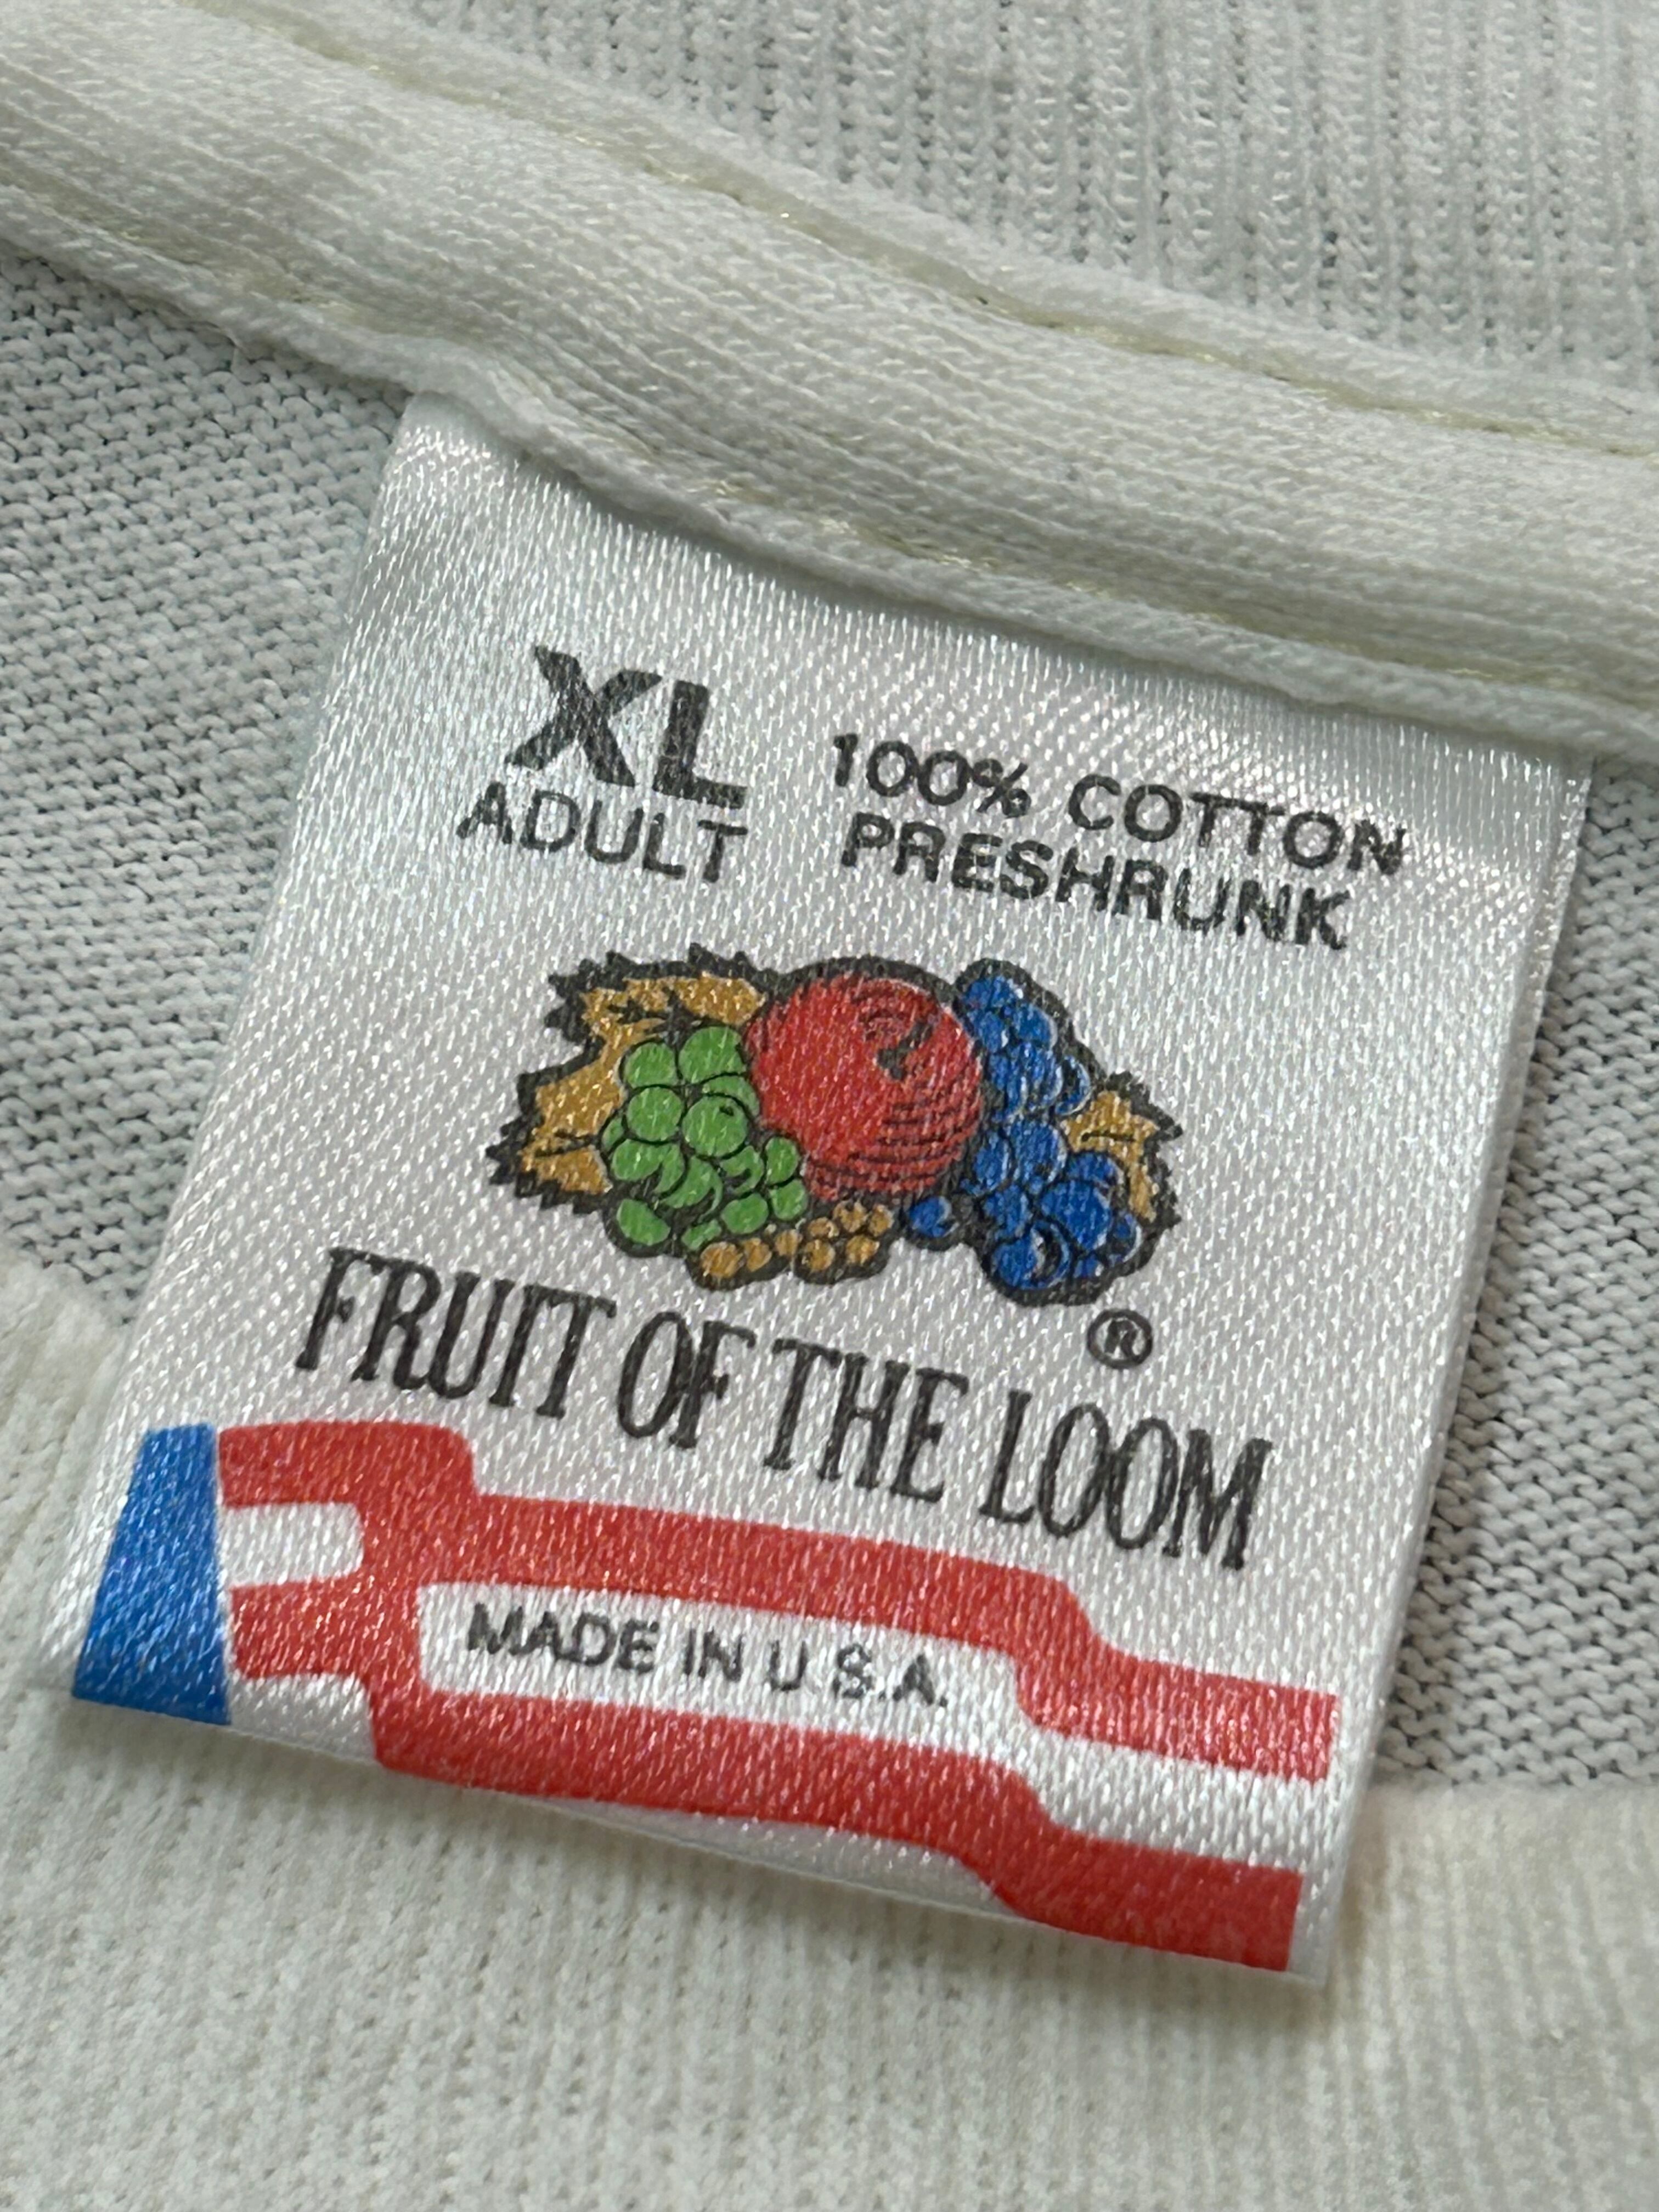 XL
ADULT
100% COTTON
PRESHRUNK
®
FRUIT OF THE LOOM
MADE IN U.S.A.